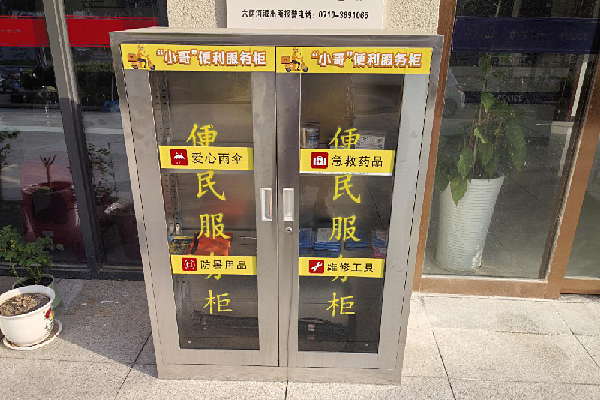 “小哥”便利服务柜
“小哥”便利服务柜
爱心雨伞
急救药品
防暑用品
维修工具
便民服务柜
便民服务柜